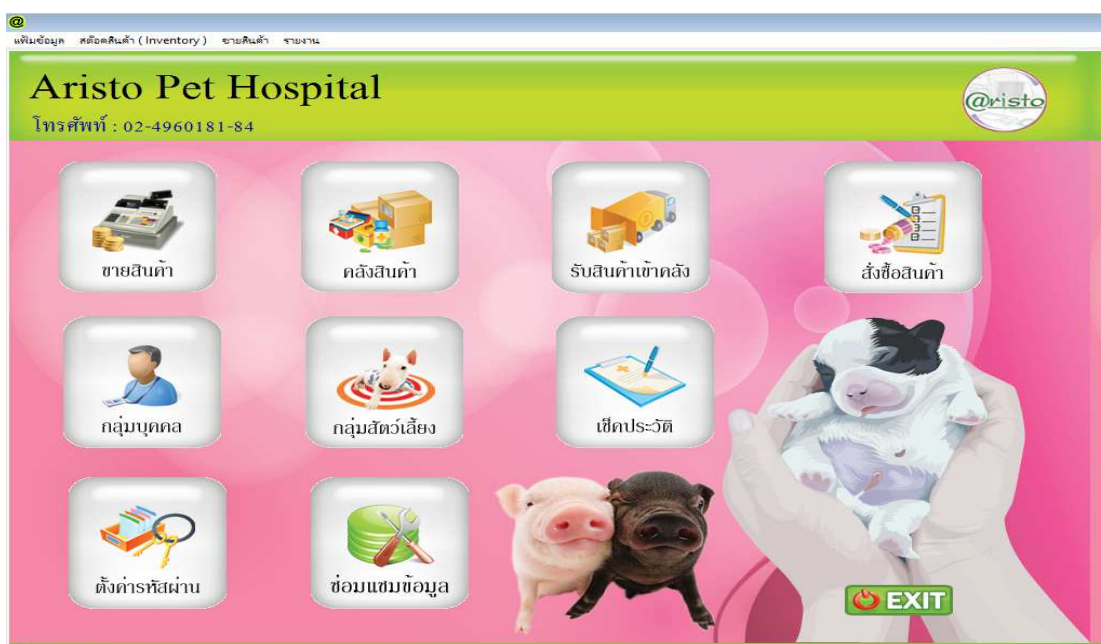 @
แฟ้มข้อมูล สต๊อคสินค้า ( Inventory ) ขายสินค้า รายงาน
Aristo Pet Hospital
@risto
โทรศัพท์ : 02-4960181-84
ขายสินค้า คลังสินค้า รับสินค้าเข้าคลัง สั่งซื้อสินค้า
กลุ่มบุคคล กลุ่มสัตว์เลี้ยง เช็คประวัติ
ตั้งค่ารหัสผ่าน ซ่อมแซมข้อมูล
EXIT